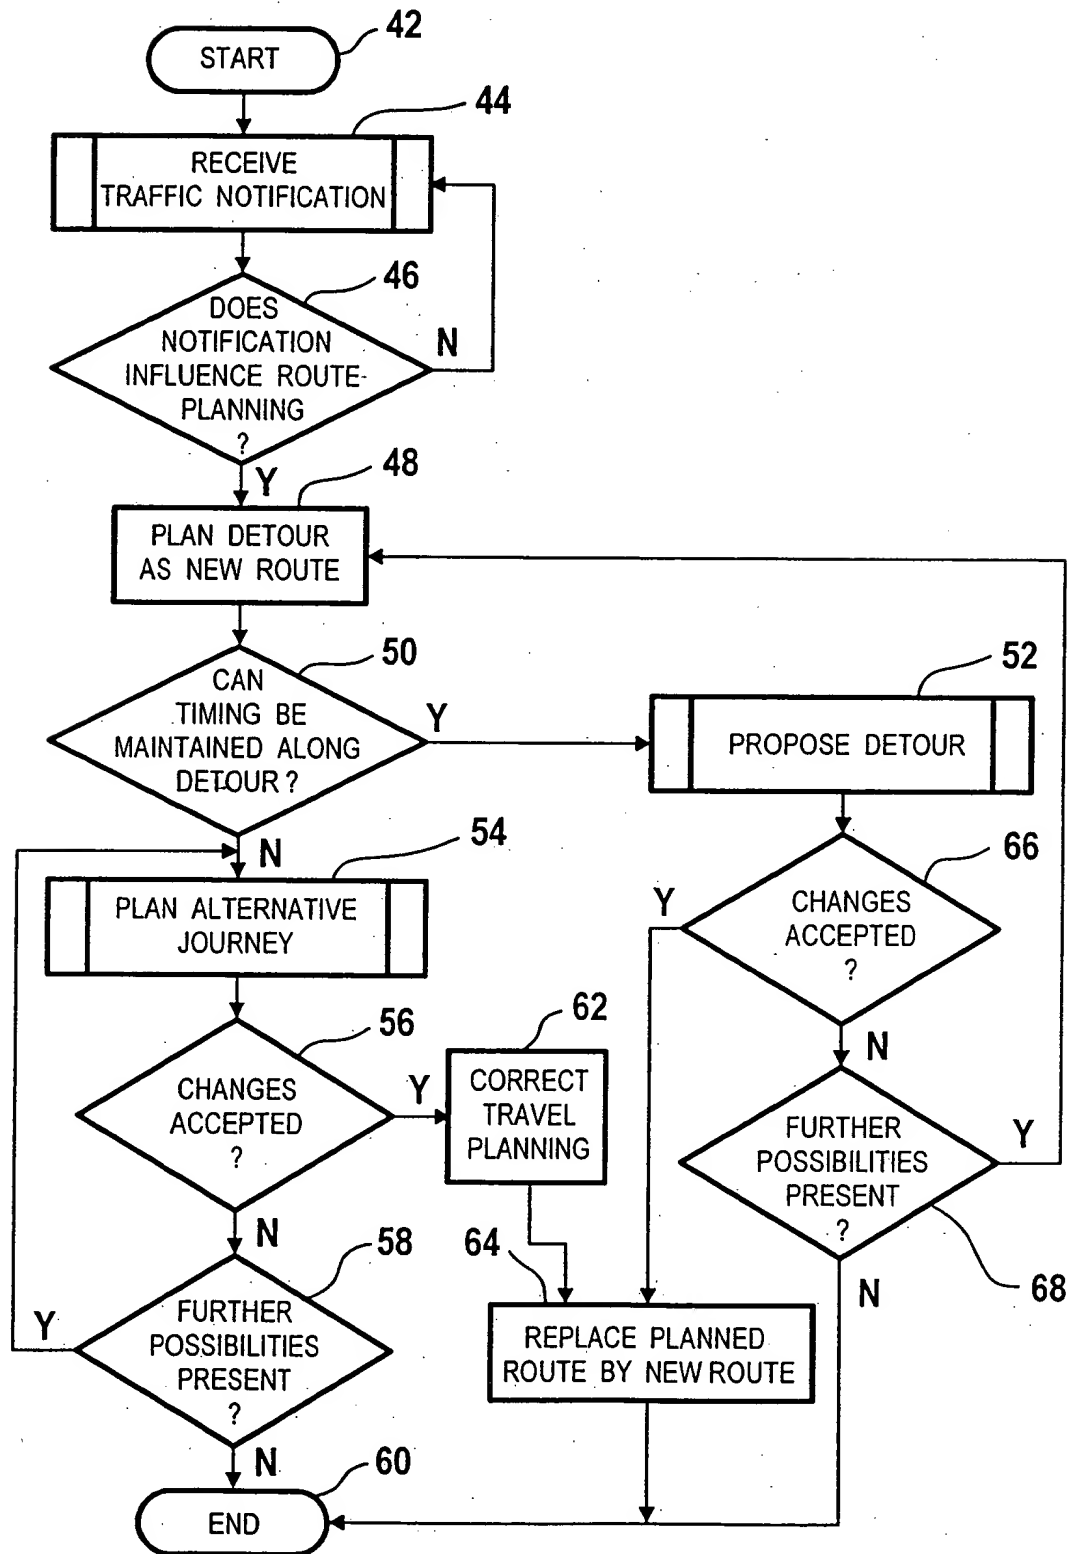 42
START
44
RECEIVE
TRAFFIC NOTIFICATION
46
DOES
NOTIFICATION
INFLUENCE ROUTE-
PLANNING
?
N
Y
48
PLAN DETOUR
AS NEW ROUTE
50
CAN
TIMING BE
MAINTAINED ALONG
DETOUR?
Y
N
52
PROPOSE DETOUR
54
PLAN ALTERNATIVE
JOURNEY
66
CHANGES
ACCEPTED
?
Y
N
56
CHANGES
ACCEPTED
?
Y
N
62
CORRECT
TRAVEL
PLANNING
FURTHER
POSSIBILITIES
PRESENT
?
Y
N
68
58
FURTHER
POSSIBILITIES
PRESENT
?
Y
N
64
REPLACE PLANNED
ROUTE BY NEW ROUTE
60
END